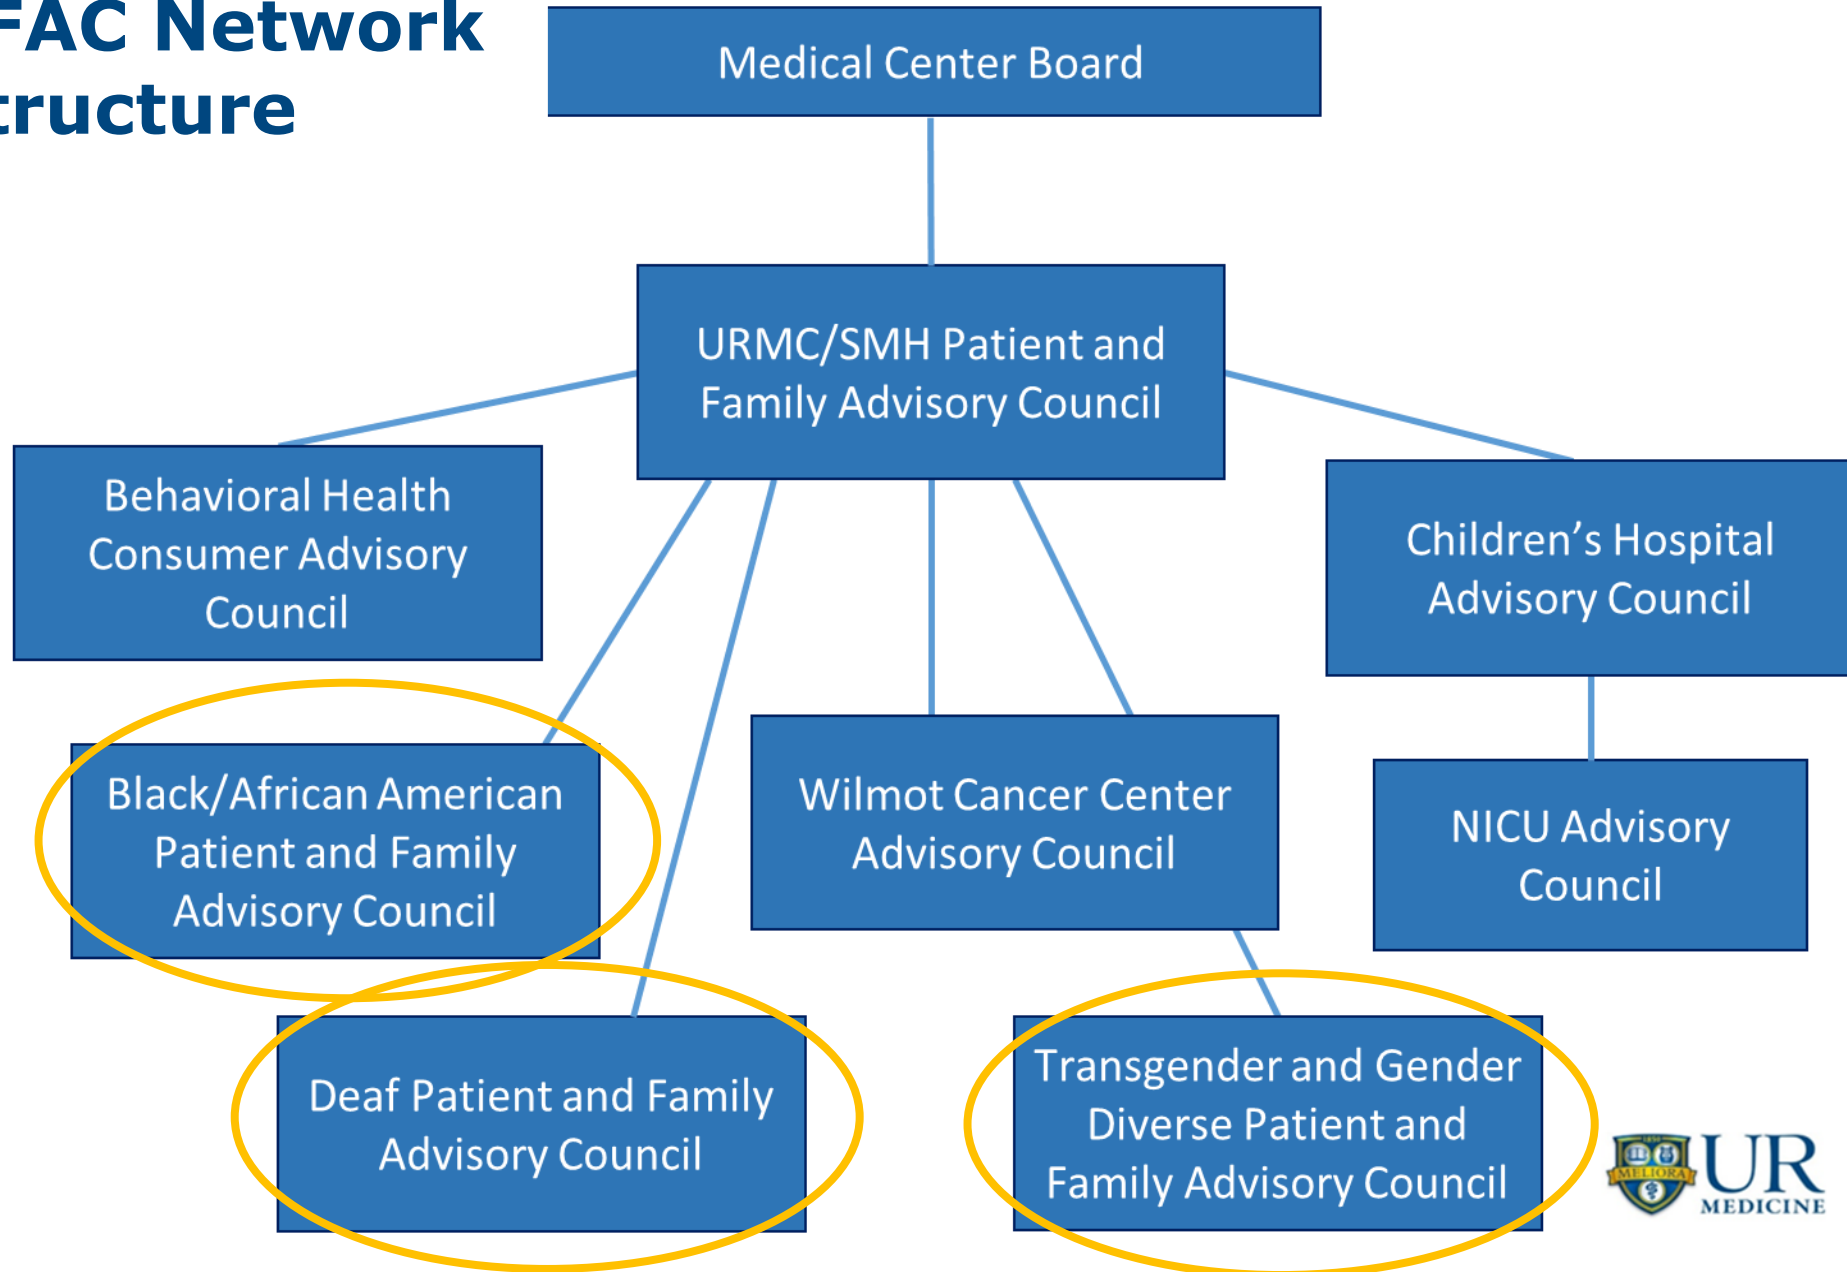 FAC Network
tructure
Medical Center Board
URMC/SMH Patient and
Family Advisory Council
Behavioral Health
Consumer Advisory
Council
Children's Hospital
Advisory Council
Black/African American
Patient and Family
Advisory Council
Wilmot Cancer Center
Advisory Council
NICU Advisory
Council
Deaf Patient and Family
Advisory Council
Transgender and Gender
Diverse Patient and
Family Advisory Council
MELIORA
UR
MEDICINE